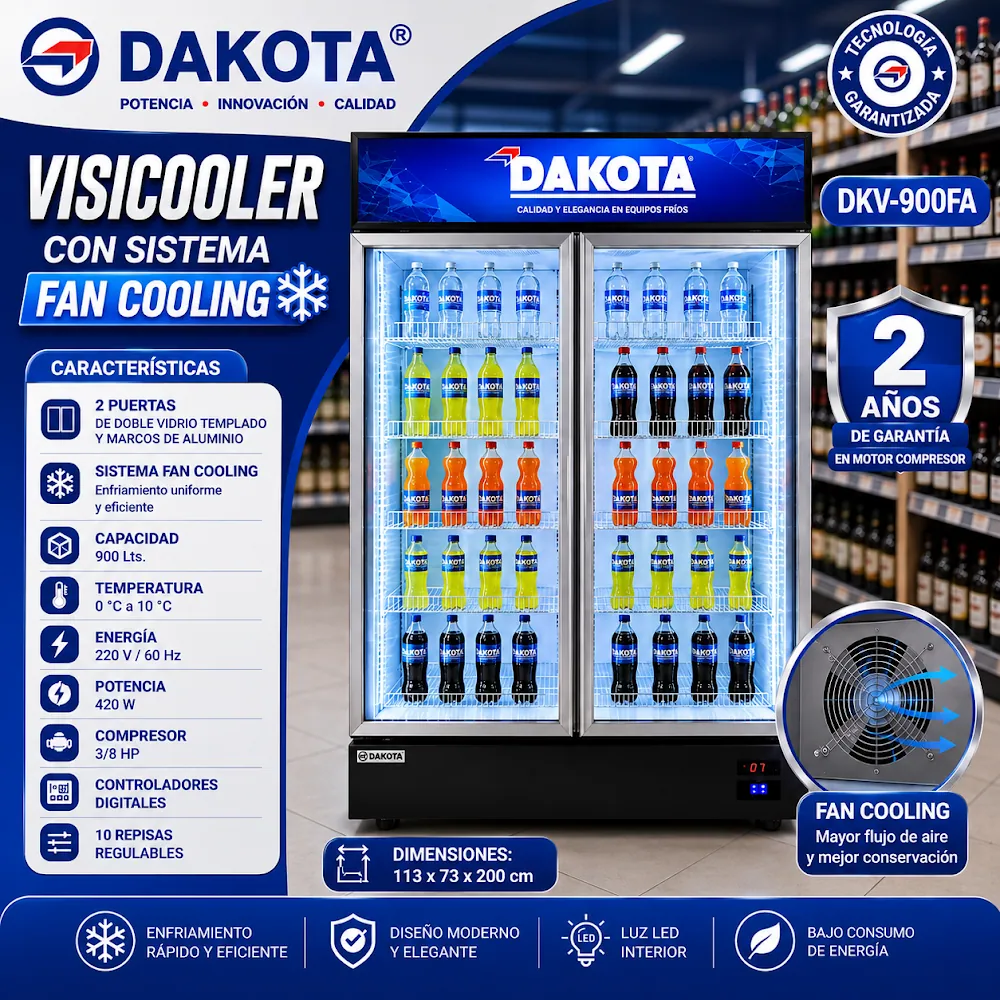 DAKOTA®
POTENCIA • INNOVACIÓN • CALIDAD
TECNOLOGÍA
GARANTIZADA
VISICOOLER
CON SISTEMA
FAN COOLING
DAKOTA
CALIDAD Y ELEGANCIA EN EQUIPOS FRÍOS
DKV-900FA
2
AÑOS
DE GARANTÍA
EN MOTOR COMPRESOR
CARACTERÍSTICAS
2 PUERTAS
DE DOBLE VIDRIO TEMPLADO
Y MARCOS DE ALUMINIO
SISTEMA FAN COOLING
Enfriamiento uniforme
y eficiente
CAPACIDAD
900 Lts.
TEMPERATURA
0 °C a 10 °C
ENERGÍA
220 V / 60 Hz
POTENCIA
420 W
COMPRESOR
3/8 HP
CONTROLADORES
DIGITALES
10 REPISAS
REGULABLES
DAKOTA
07
FAN COOLING
Mayor flujo de aire
y mejor conservación
DIMENSIONES:
113 x 73 x 200 cm
ENFRIAMIENTO
RÁPIDO Y EFICIENTE
DISEÑO MODERNO
Y ELEGANTE
LED
LUZ LED
INTERIOR
BAJO CONSUMO
DE ENERGÍA